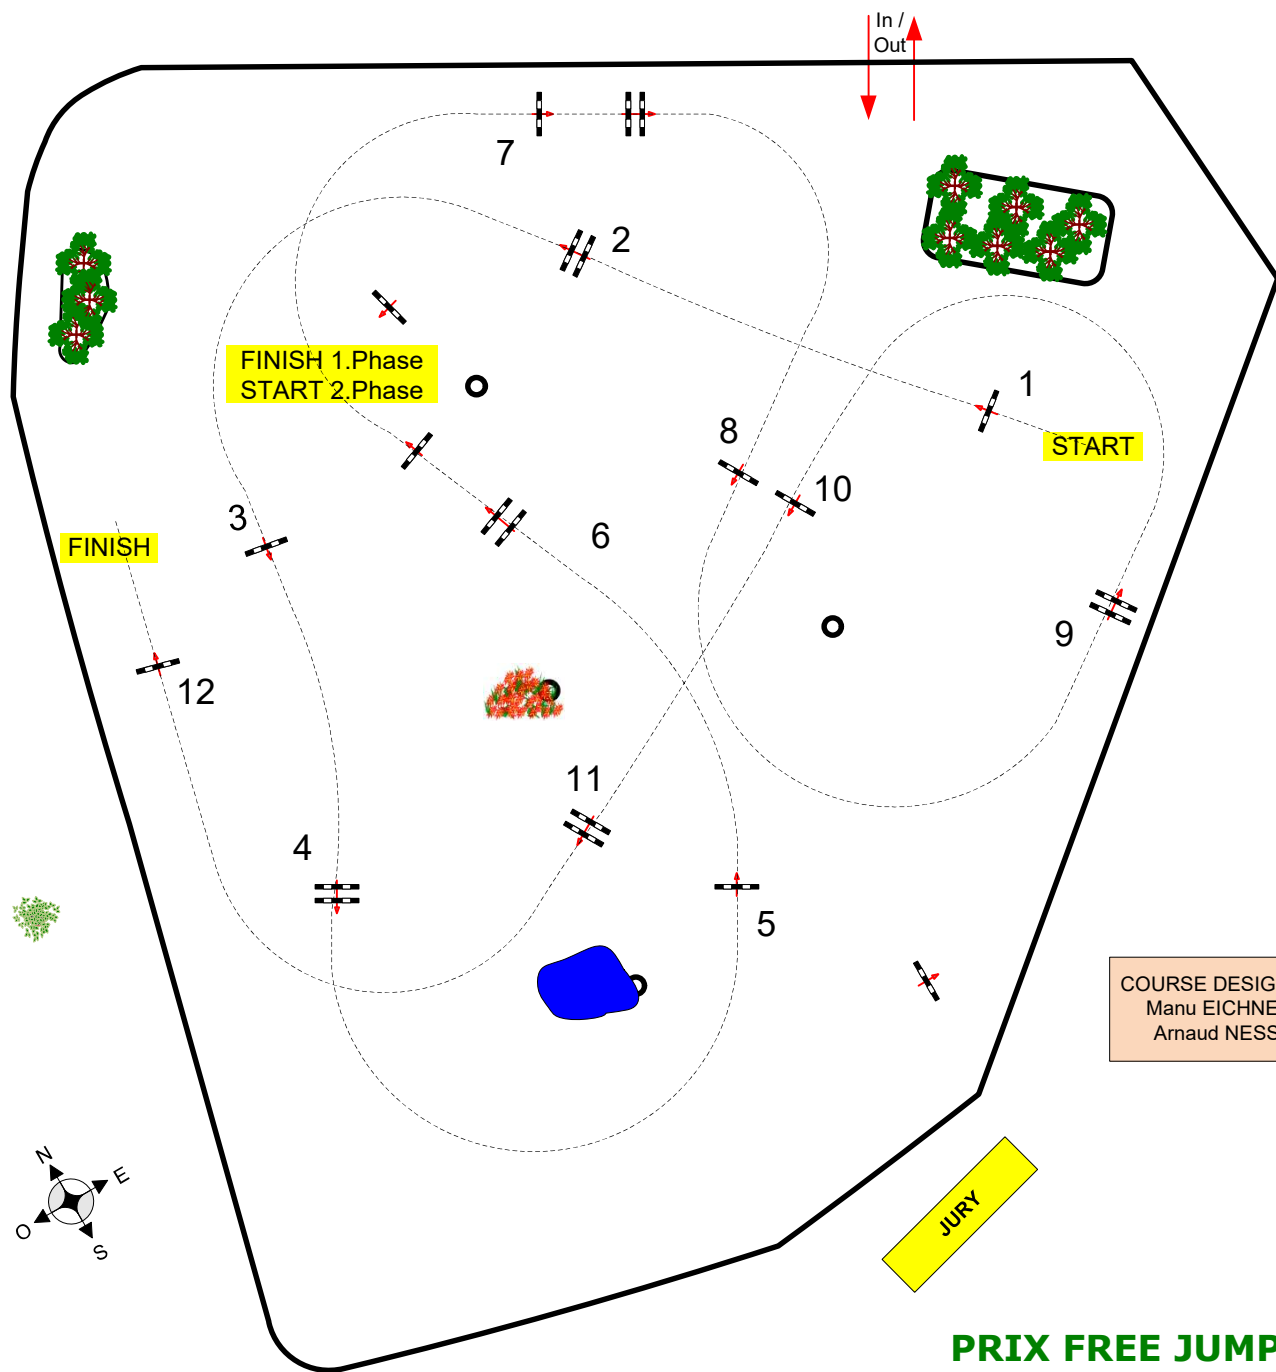 In /
Out
7
2
FINISH 1.Phase
START 2.Phase
1
START
8
10
3
6
FINISH
9
12
11
4
5
COURSE DESIG
Manu EICHNE
Arnaud NESS
N
E
O
S
JURY
PRIX FREE JUMP